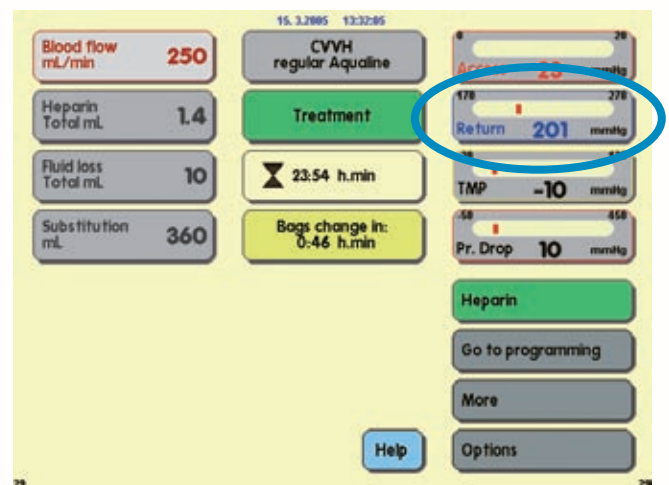 15. 3.2005 13:32:05
Blood flow
mL/min 250
CVVH
regular Aqualine
20
mmHg
Heparin
Total mL 1.4
Treatment
170 270
Return 201 mmHg
Fluid loss
Total mL 10
23:54 h.min
TMP -10 mmHg
Substitution
mL 360
Bags change in:
0:46 h.min
-50 450
Pr. Drop 10 mmHg
Heparin
Go to programming
More
Help
Options